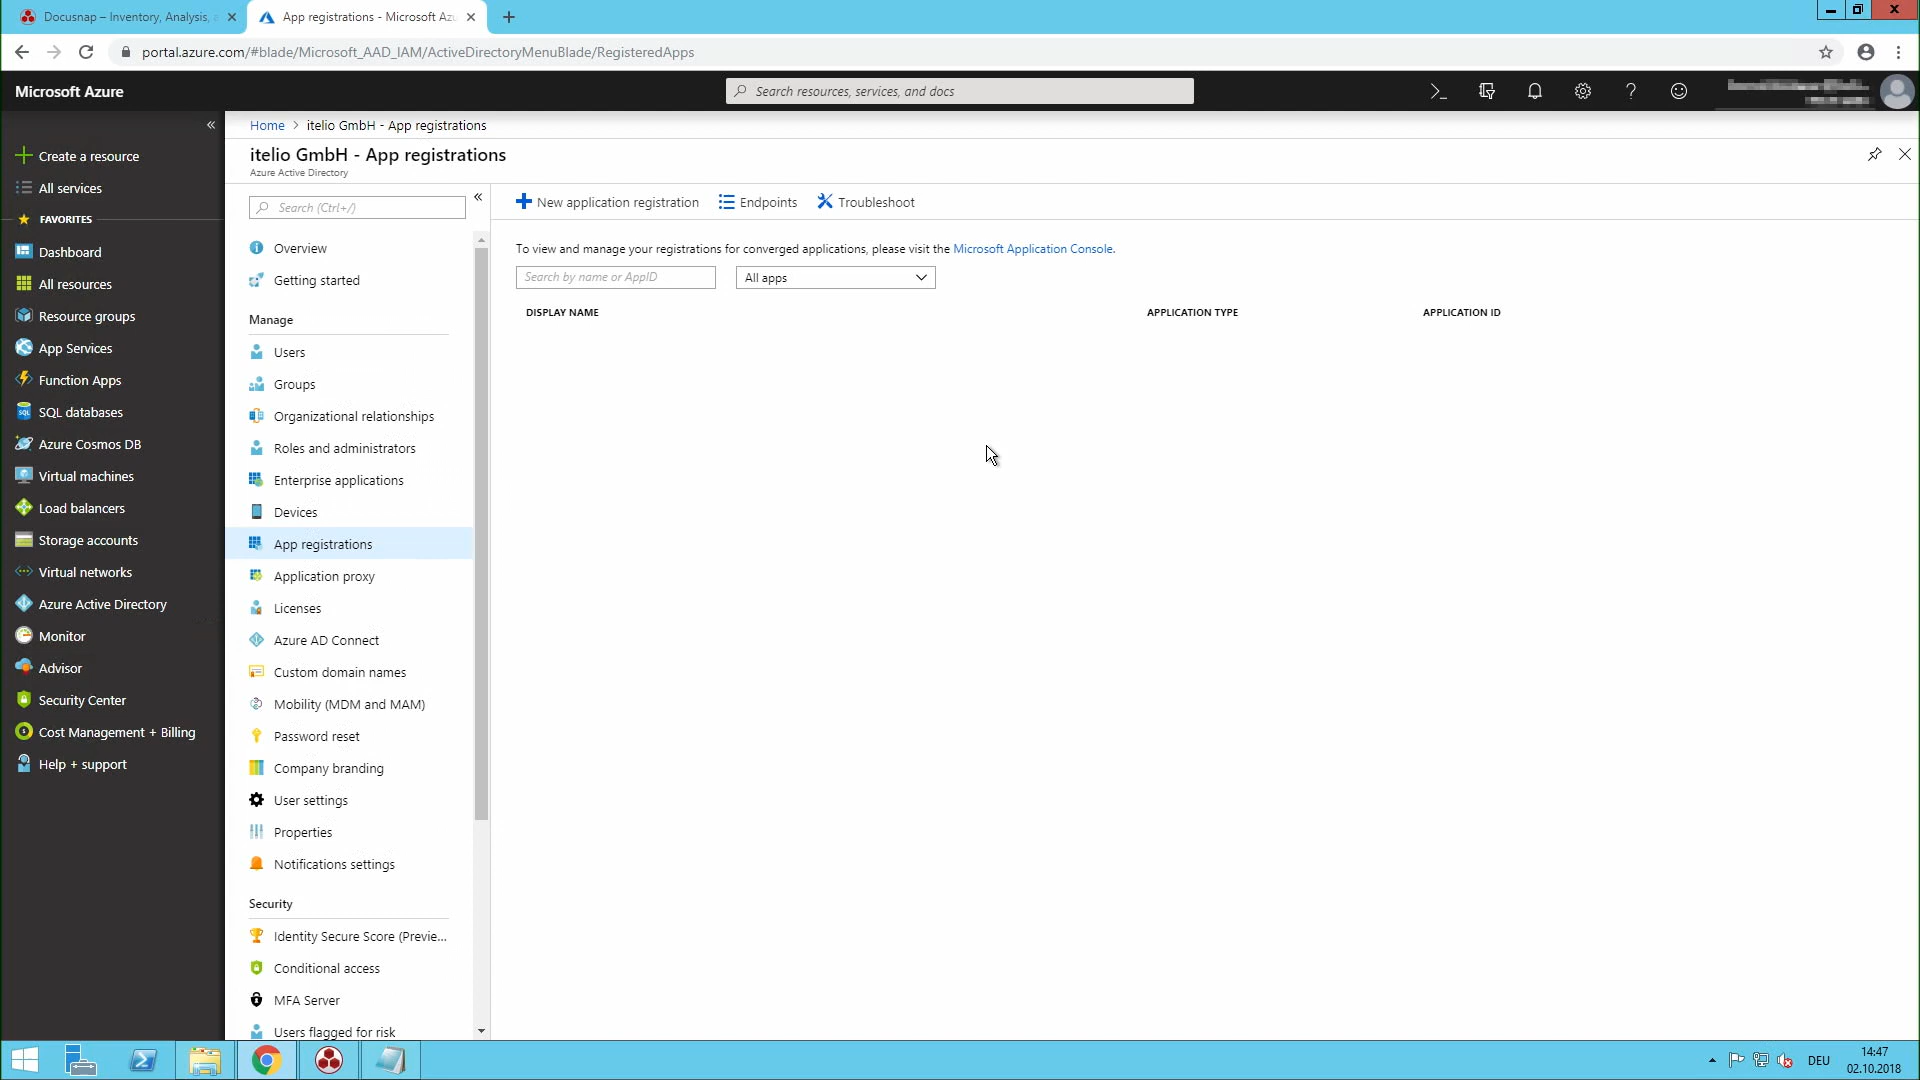 Docusnap – Inventory, Analysis,
App registrations - Microsoft Az
portal.azure.com/#blade/Microsoft_AAD_IAM/ActiveDirectoryMenuBlade/RegisteredApps
Microsoft Azure
Search resources, services, and docs
Home > itelio GmbH - App registrations
itelio GmbH - App registrations
Azure Active Directory
Create a resource
All services
FAVORITES
Dashboard
All resources
Resource groups
App Services
Function Apps
SQL databases
Azure Cosmos DB
Virtual machines
Load balancers
Storage accounts
Virtual networks
Azure Active Directory
Monitor
Advisor
Security Center
Cost Management + Billing
Help + support
Search (Ctrl+/)
Overview
Getting started
Manage
Users
Groups
Organizational relationships
Roles and administrators
Enterprise applications
Devices
App registrations
Application proxy
Licenses
Azure AD Connect
Custom domain names
Mobility (MDM and MAM)
Password reset
Company branding
User settings
Properties
Notifications settings
Security
Identity Secure Score (Previe...
Conditional access
MFA Server
Users flagged for risk
New application registration
Endpoints
Troubleshoot
To view and manage your registrations for converged applications, please visit the Microsoft Application Console.
Search by name or AppID
All apps
DISPLAY NAME
APPLICATION TYPE
APPLICATION ID
DEU
14:47
02.10.2018